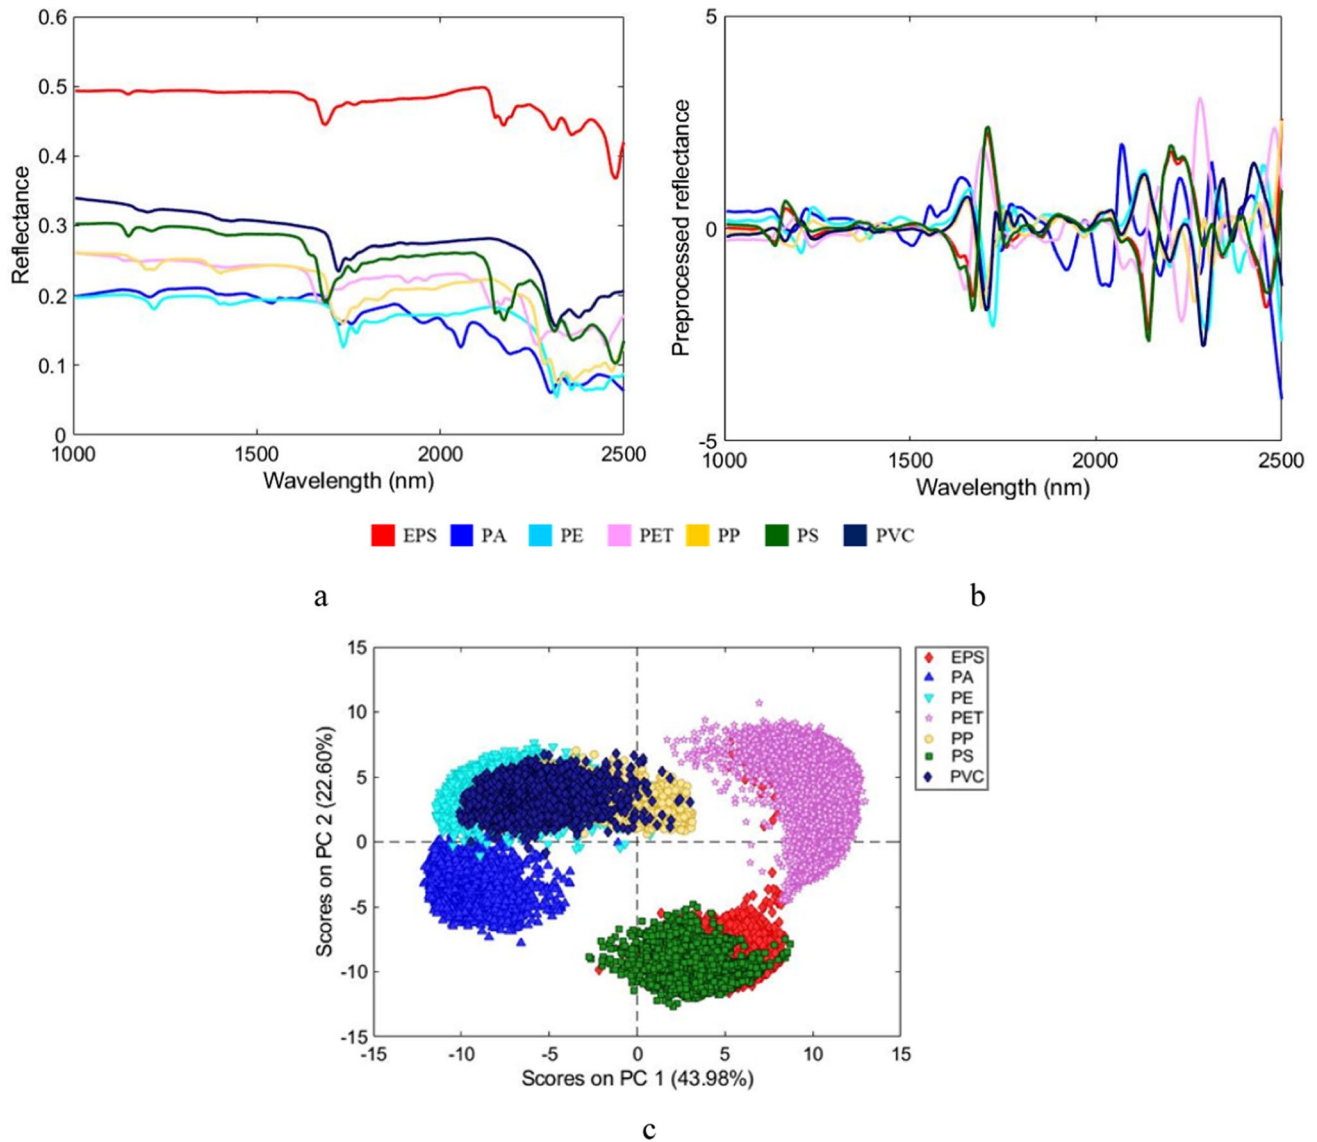 0.6
0.5
0.4
0.3
0.2
0.1
0
Reflectance
1000 1500 2000 2500
Wavelength (nm)
5
0
-5
Preprocessed reflectance
1000 1500 2000 2500
Wavelength (nm)
EPS PA PE PET PP PS PVC
a b
15
10
5
0
-5
-10
-15
Scores on PC 2 (22.60%)
-15 -10 -5 0 5 10 15
Scores on PC 1 (43.98%)
EPS
PA
PE
PET
PP
PS
PVC
c